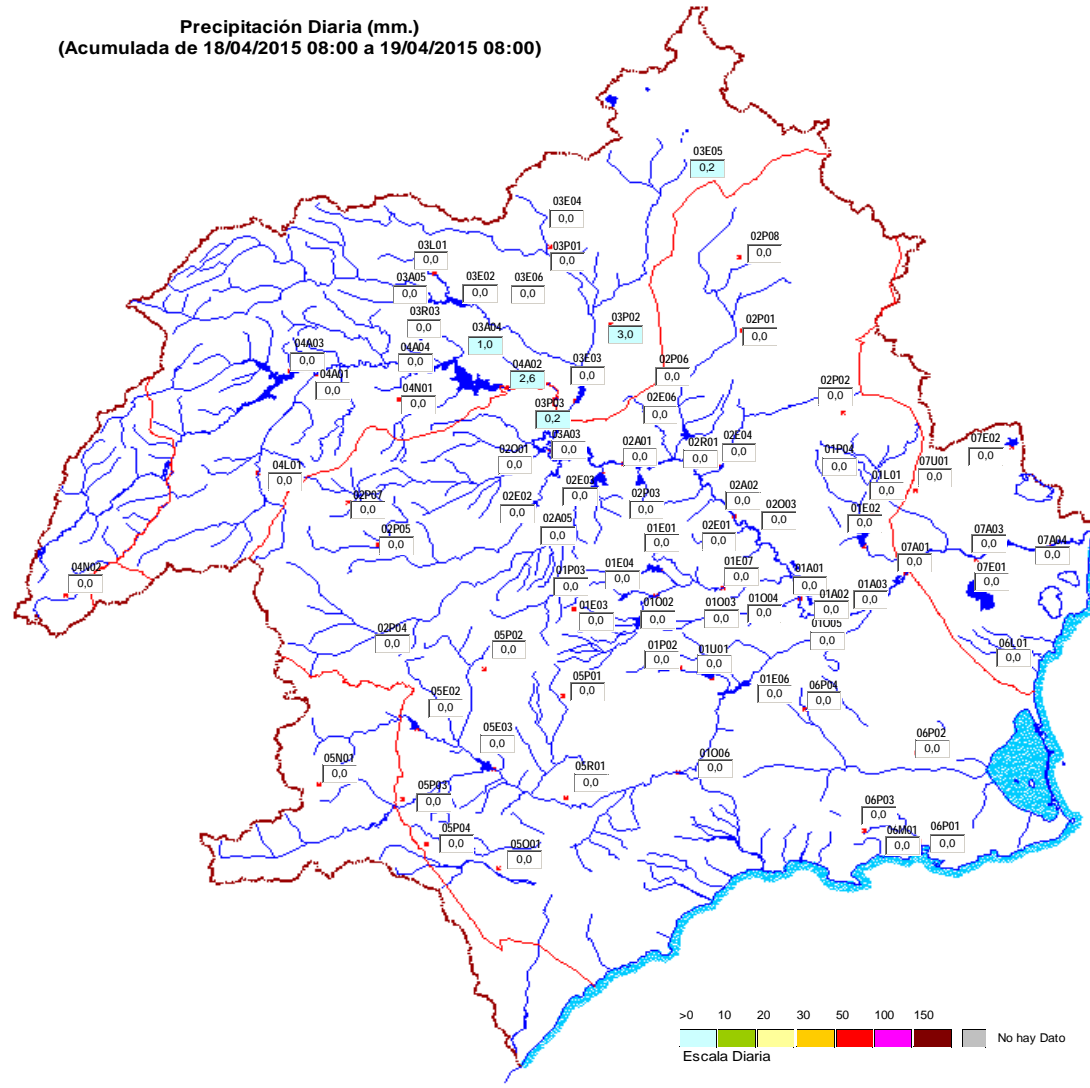 Precipitación Diaria (mm.)
(Acumulada de 18/04/2015 08:00 a 19/04/2015 08:00)
03E05
0,2
03E04
0,0
03P01
0,0
02P08
0,0
03L01
0,0
03A05
0,0
03E02
0,0
03E06
0,0
03R03
0,0
03A04
1,0
03P02
3,0
02P01
0,0
04A03
0,0
04A04
0,0
04A01
0,0
04A02
2,6
03E03
0,0
02P06
0,0
04N01
0,0
02P02
0,0
03P03
0,2
02E06
0,0
03A03
0,0
02O01
0,0
02A01
0,0
02R01
0,0
02E04
0,0
07E02
0,0
01P04
0,0
04L01
0,0
07U01
0,0
01L01
0,0
02E03
0,0
02P07
0,0
02E02
0,0
02P03
0,0
02A02
0,0
02O03
0,0
01E02
0,0
02P05
0,0
02A05
0,0
01E01
0,0
02E01
0,0
07A03
0,0
07A04
0,0
07A01
0,0
04N02
0,0
01P03
0,0
01E04
0,0
01E07
0,0
01A01
0,0
07E01
0,0
01A03
0,0
01A02
0,0
01E03
0,0
01O02
0,0
01O03
0,0
01O04
0,0
01O05
0,0
02P04
0,0
05P02
0,0
01P02
0,0
01U01
0,0
06L01
0,0
05P01
0,0
01E06
0,0
06P04
0,0
05E02
0,0
05E03
0,0
06P02
0,0
05N01
0,0
05R01
0,0
01O06
0,0
05P03
0,0
06P03
0,0
05P04
0,0
06M01
0,0
06P01
0,0
05O01
0,0
>0 10 20 30 50 100 150
No hay Dato
Escala Diaria